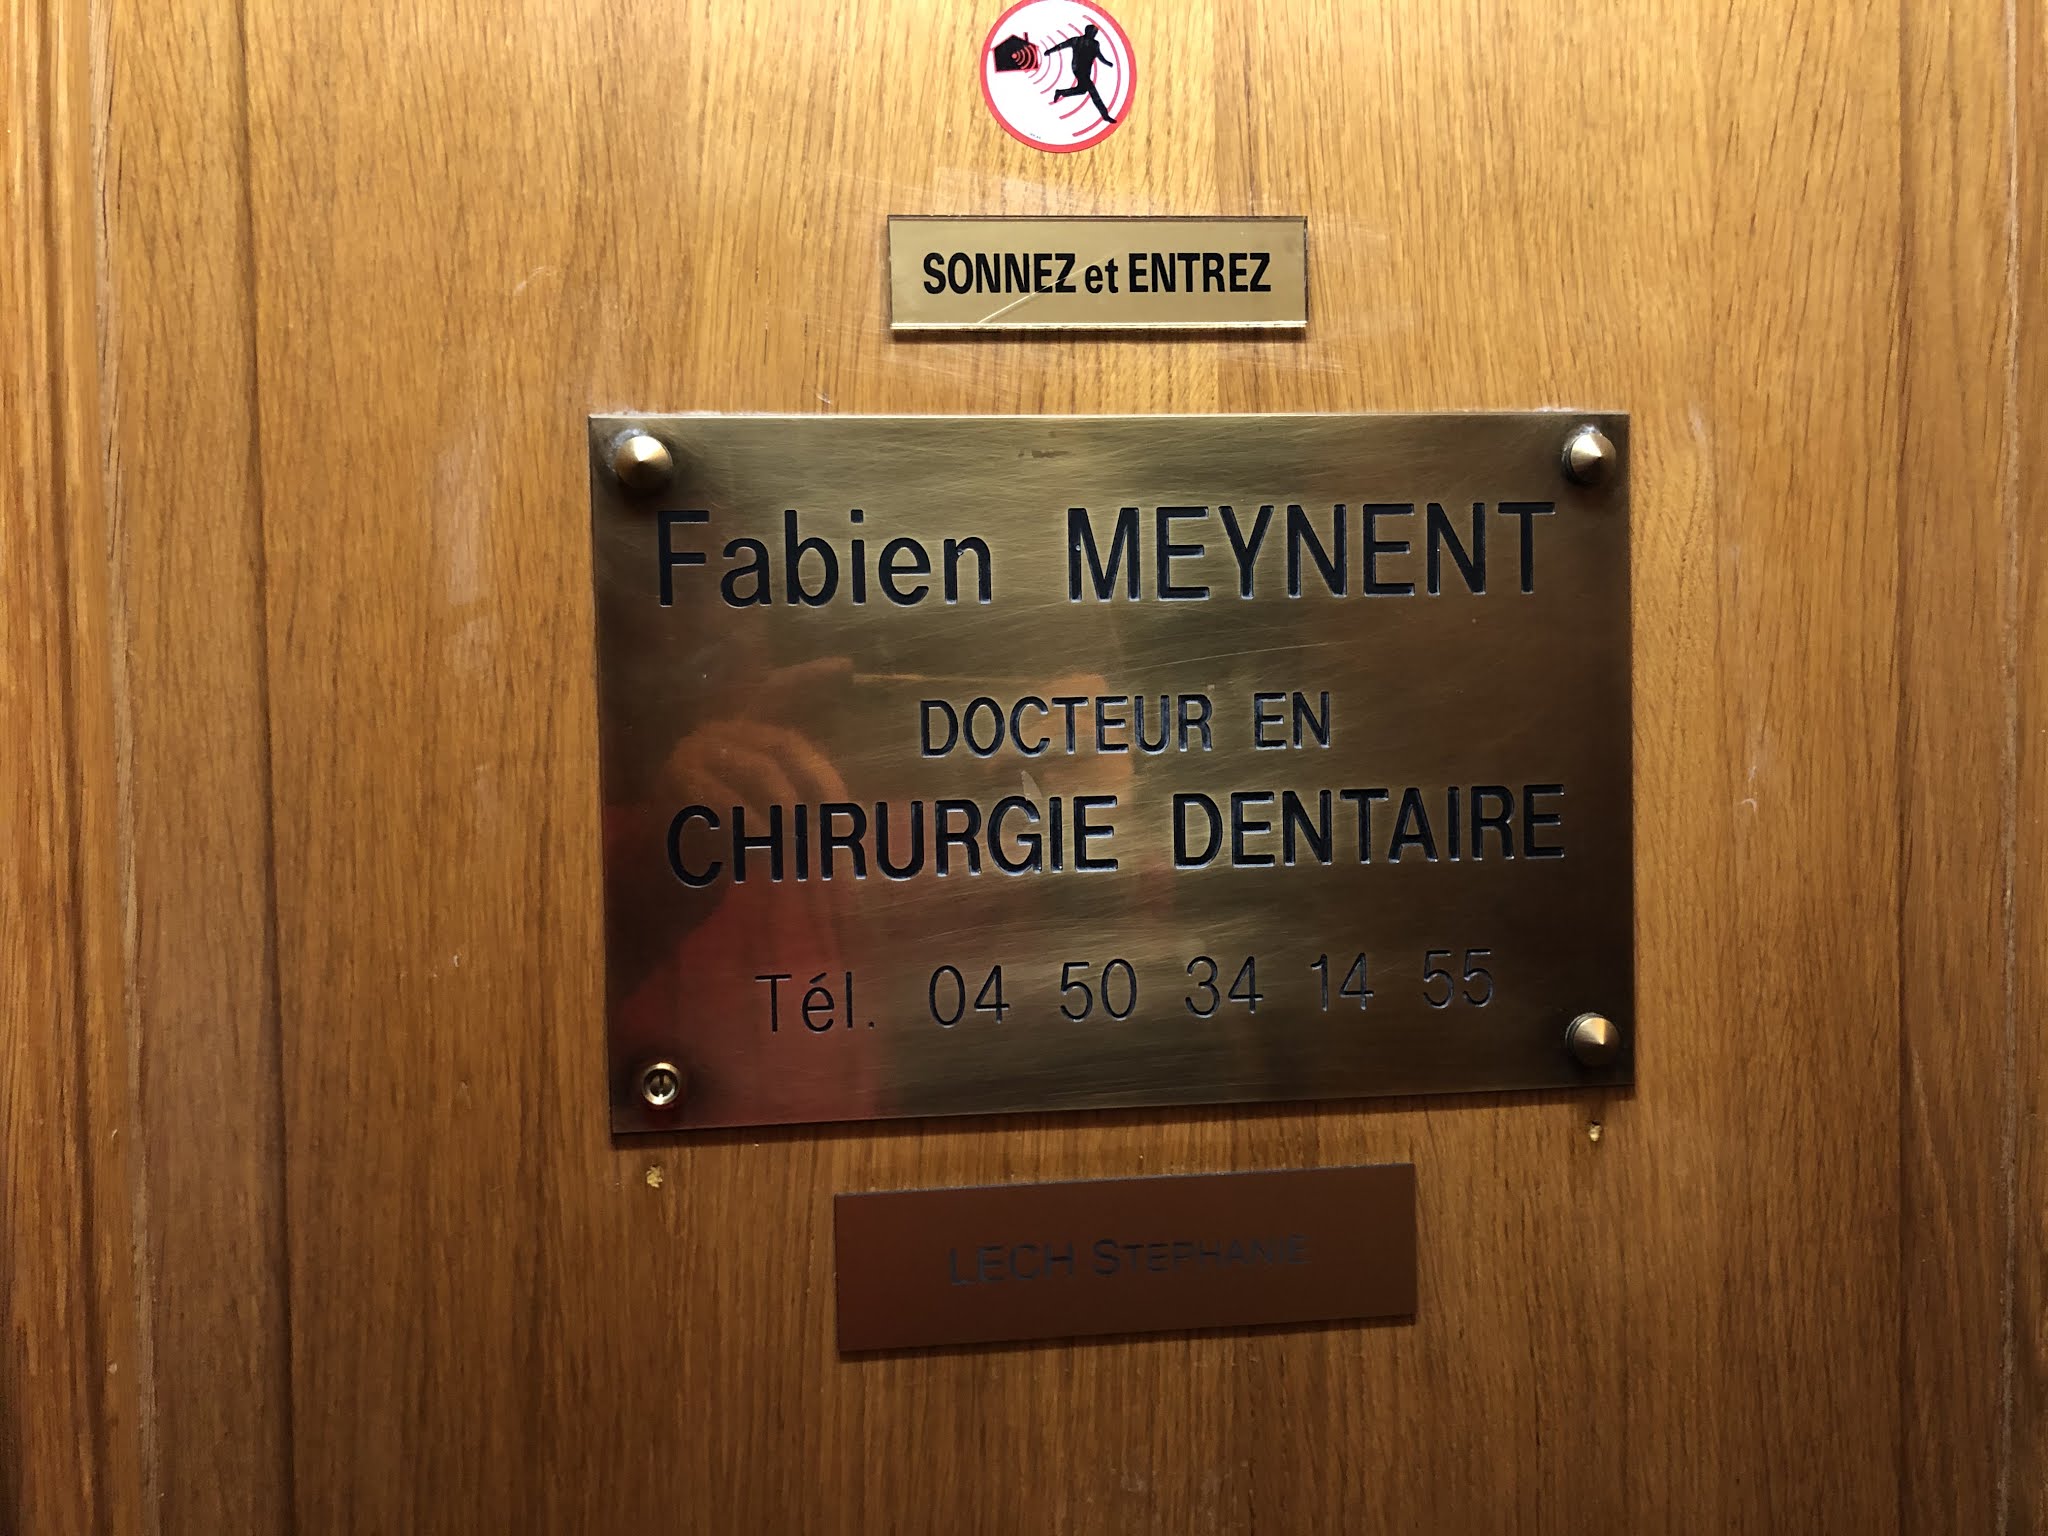 SONNEZ et ENTREZ
Fabien MEYNENT
DOCTEUR EN
CHIRURGIE DENTAIRE
Tél. 04 50 34 14 55
LECH STEPHANIE